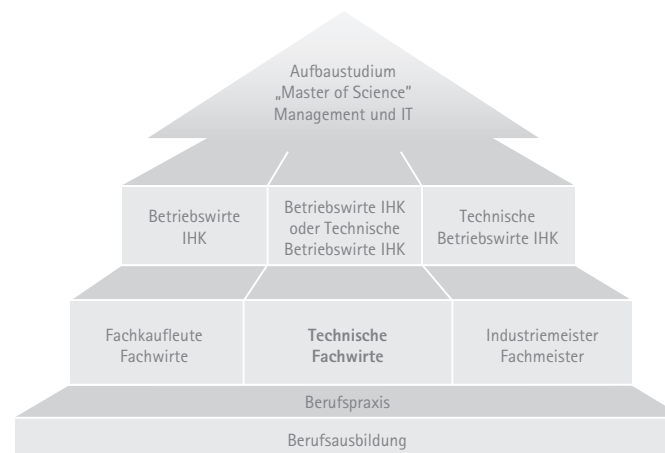 Aufbaustudium
„Master of Science”
Management und IT
Betriebswirte
IHK
Betriebswirte IHK
oder Technische
Betriebswirte IHK
Technische
Betriebswirte IHK
Fachkaufleute
Fachwirte
Technische
Fachwirte
Industriemeister
Fachmeister
Berufspraxis
Berufsausbildung